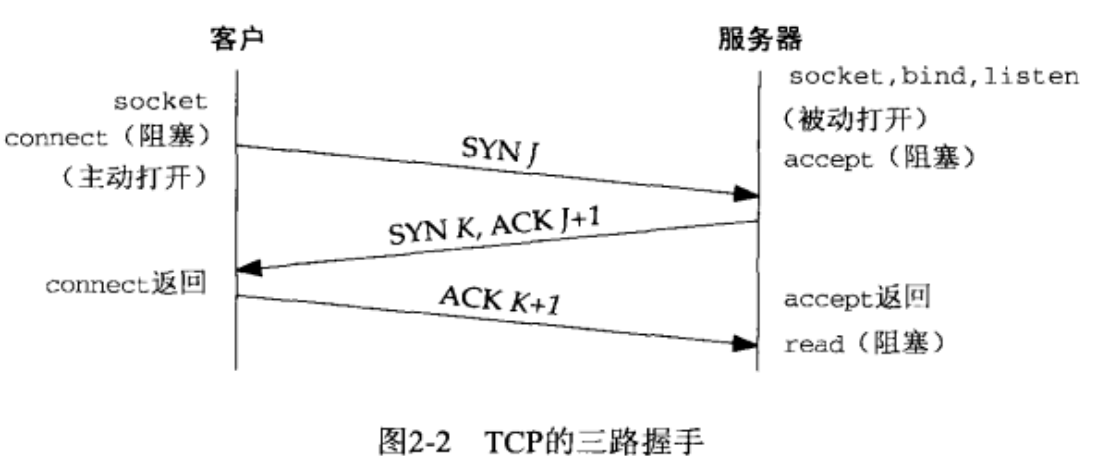 客户
服务器
socket
connect（阻塞）
（主动打开）
socket,bind,listen
（被动打开）
accept（阻塞）
SYN J
SYN K, ACK J+1
connect返回
ACK K+1
accept返回
read（阻塞）
图2-2 TCP的三路握手